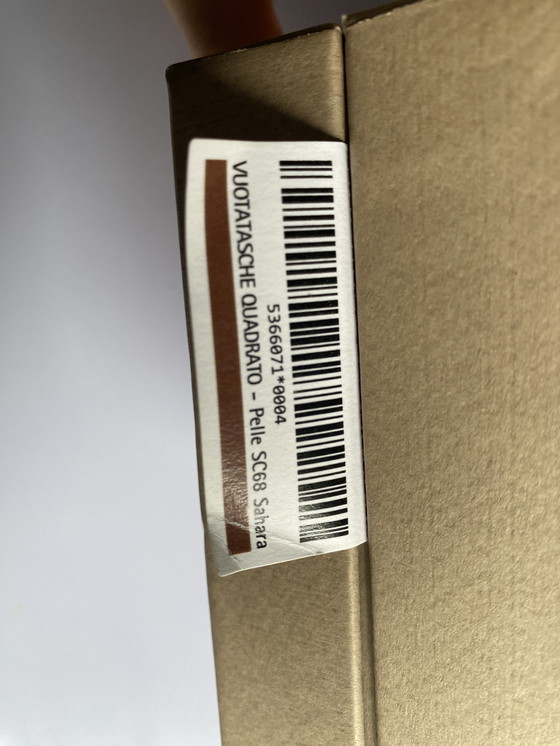 5366071*0004
VUOTATASCHE QUADRATO - Pelle SC68 Sahara